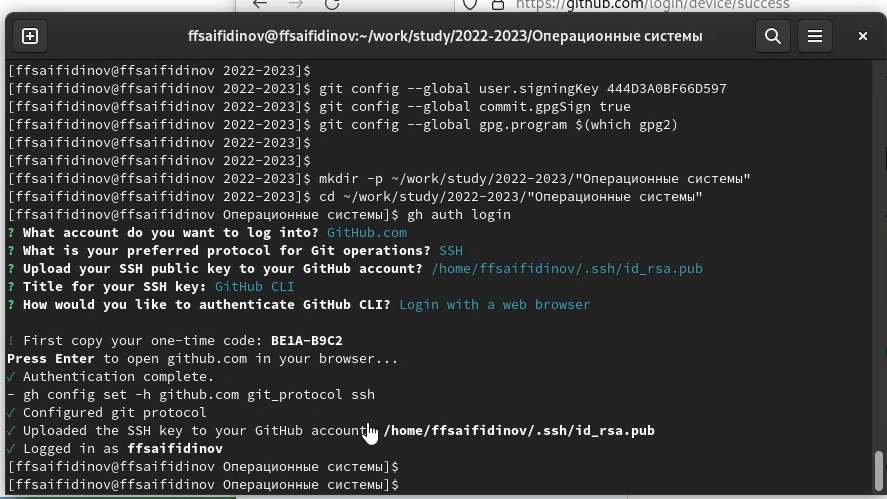 https://github.com/login/device/success
ffsaifidinov@ffsaifidinov:~/work/study/2022-2023/Операционные системы
[ffsaifidinov@ffsaifidinov 2022-2023]$
[ffsaifidinov@ffsaifidinov 2022-2023]$ git config --global user.signingKey 444D3A0BF66D597
[ffsaifidinov@ffsaifidinov 2022-2023]$ git config --global commit.gpgSign true
[ffsaifidinov@ffsaifidinov 2022-2023]$ git config --global gpg.program $(which gpg2)
[ffsaifidinov@ffsaifidinov 2022-2023]$
[ffsaifidinov@ffsaifidinov 2022-2023]$
[ffsaifidinov@ffsaifidinov 2022-2023]$ mkdir -p ~/work/study/2022-2023/"Операционные системы"
[ffsaifidinov@ffsaifidinov 2022-2023]$ cd ~/work/study/2022-2023/"Операционные системы"
[ffsaifidinov@ffsaifidinov Операционные системы]$ gh auth login
? What account do you want to log into? GitHub.com
? What is your preferred protocol for Git operations? SSH
? Upload your SSH public key to your GitHub account? /home/ffsaifidinov/.ssh/id_rsa.pub
? Title for your SSH key: GitHub CLI
? How would you like to authenticate GitHub CLI? Login with a web browser
! First copy your one-time code: BE1A-B9C2
Press Enter to open github.com in your browser...
✓ Authentication complete.
- gh config set -h github.com git_protocol ssh
✓ Configured git protocol
✓ Uploaded the SSH key to your GitHub account: /home/ffsaifidinov/.ssh/id_rsa.pub
✓ Logged in as ffsaifidinov
[ffsaifidinov@ffsaifidinov Операционные системы]$
[ffsaifidinov@ffsaifidinov Операционные системы]$